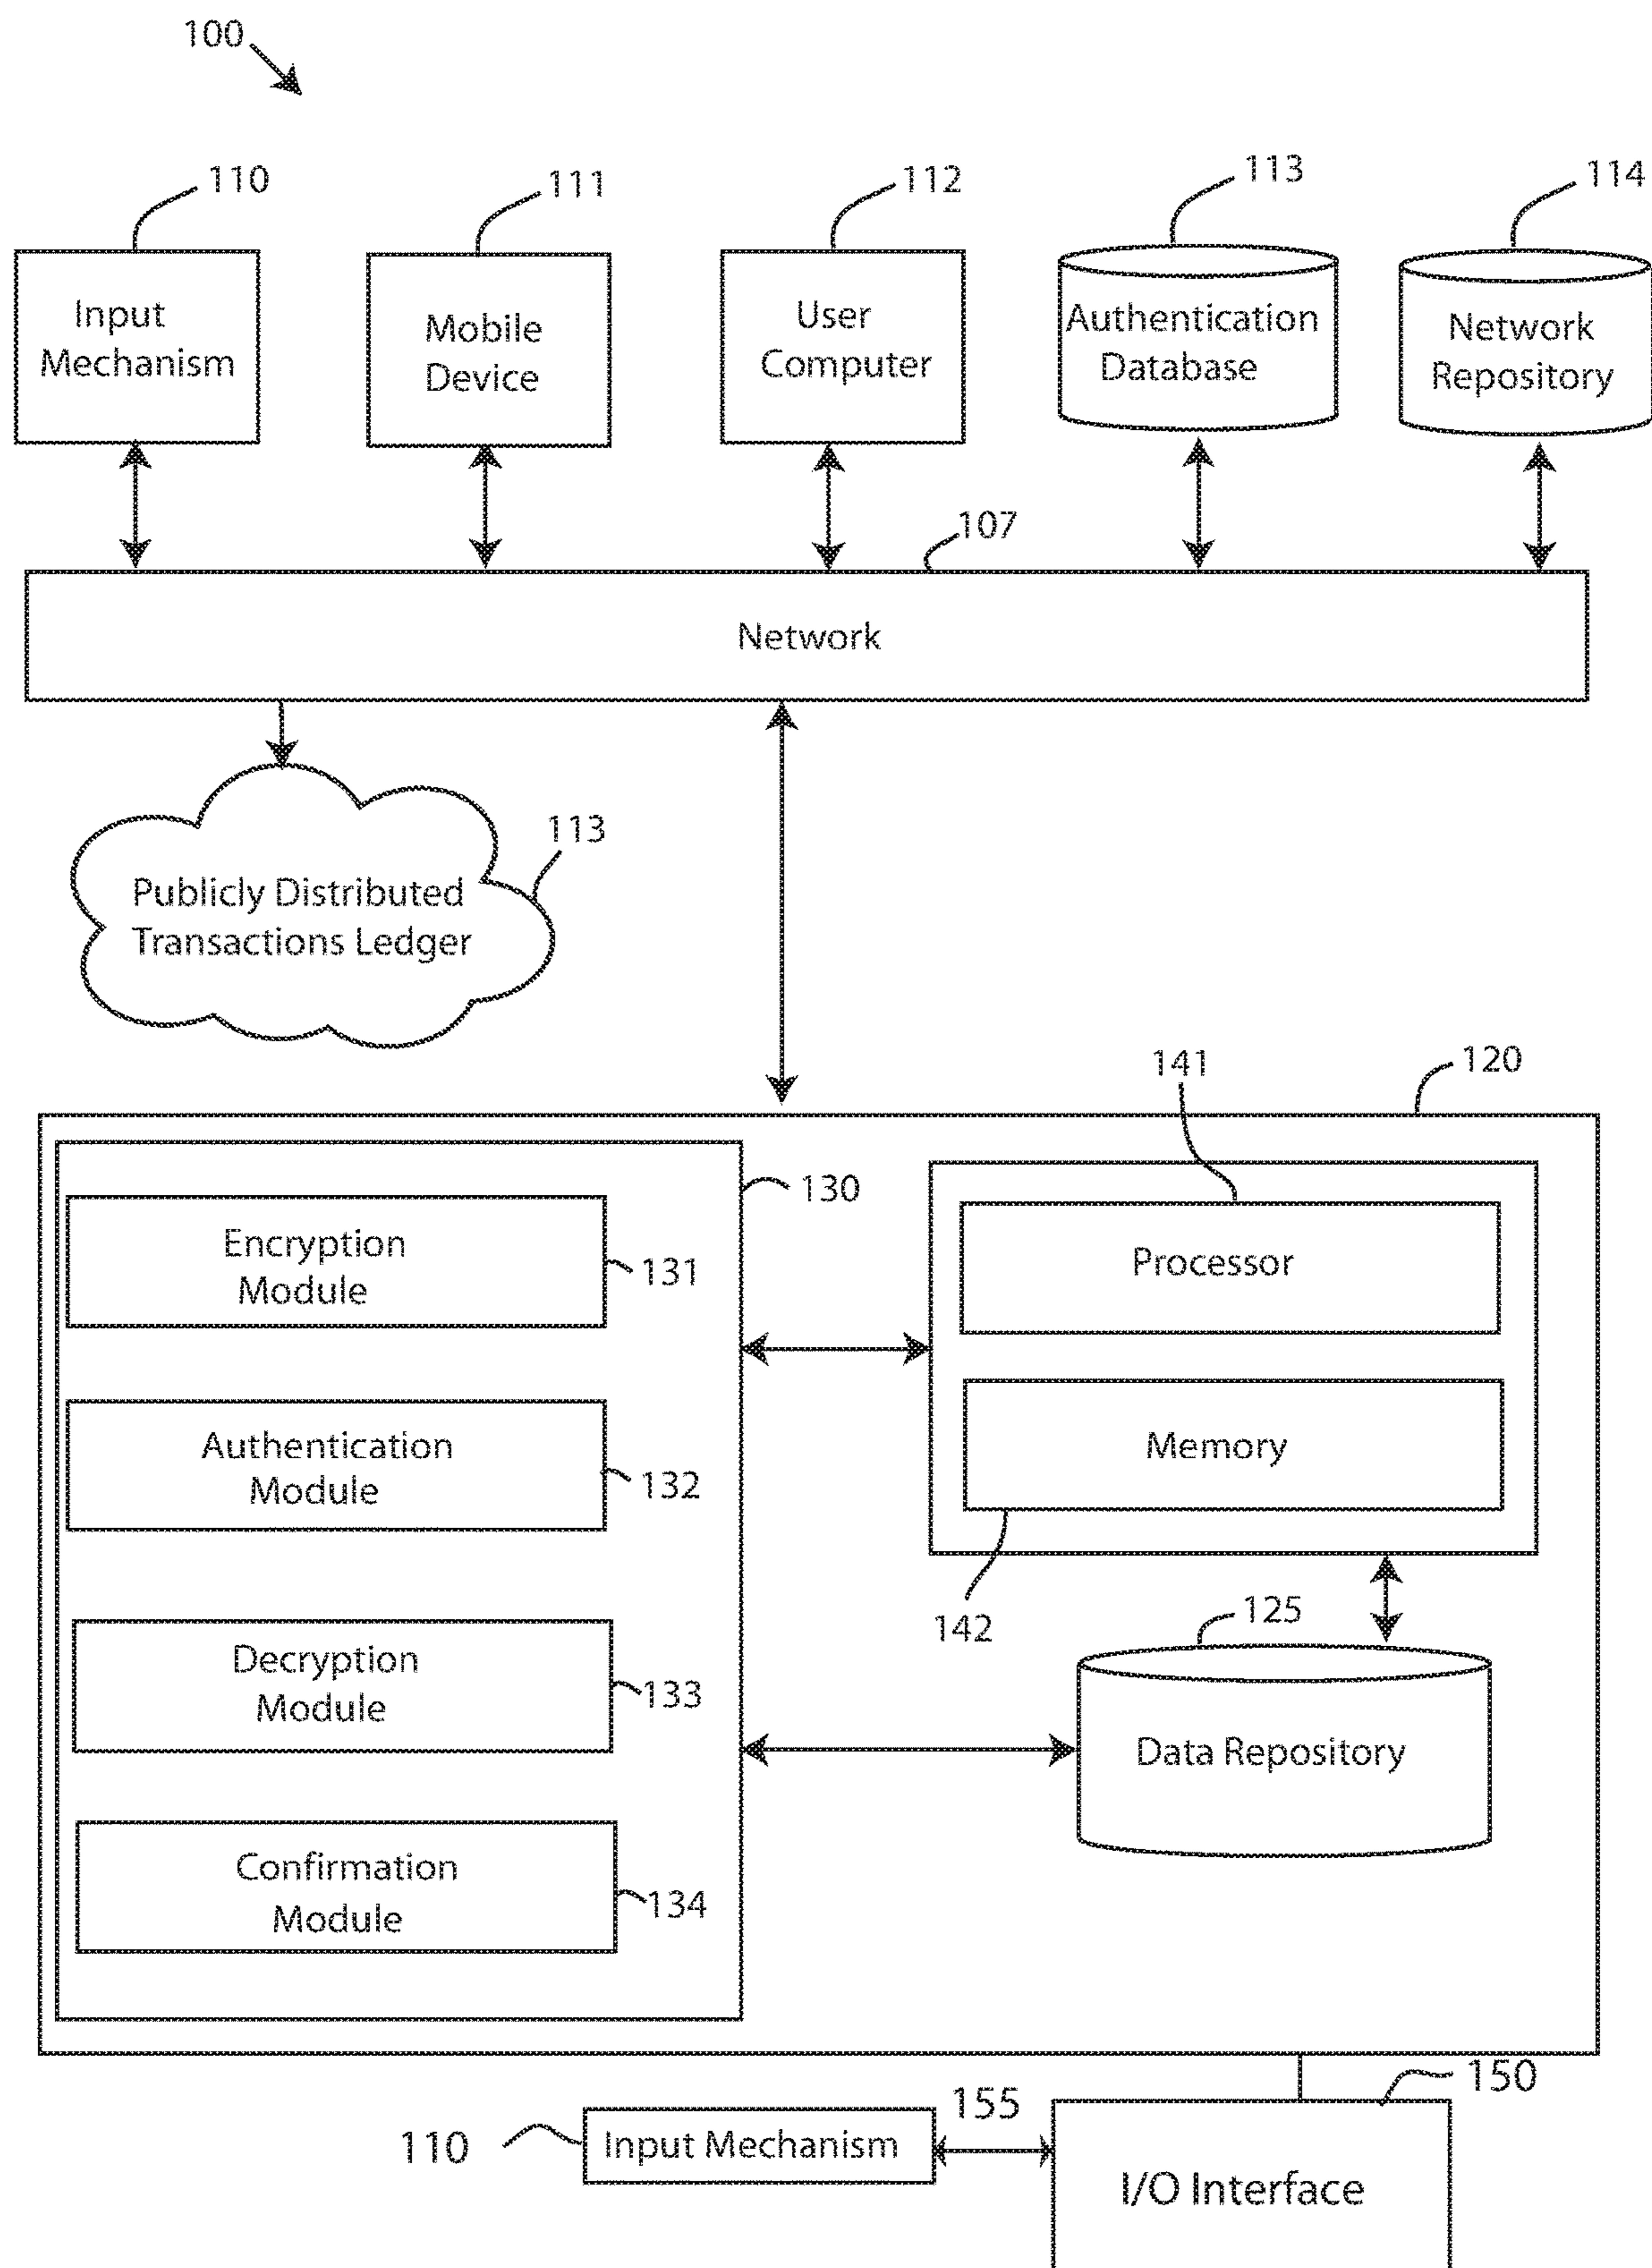 100
110
111
112
113
114
Input
Mechanism
Mobile
Device
User
Computer
Authentication
Database
Network
Repository
107
Network
113
Publicly Distributed
Transactions Ledger
141
120
130
Encryption
Module
131
Processor
Authentication
Module
132
Memory
142
125
Decryption
Module
133
Data Repository
Confirmation
Module
134
150
155
110
Input Mechanism
I/O Interface